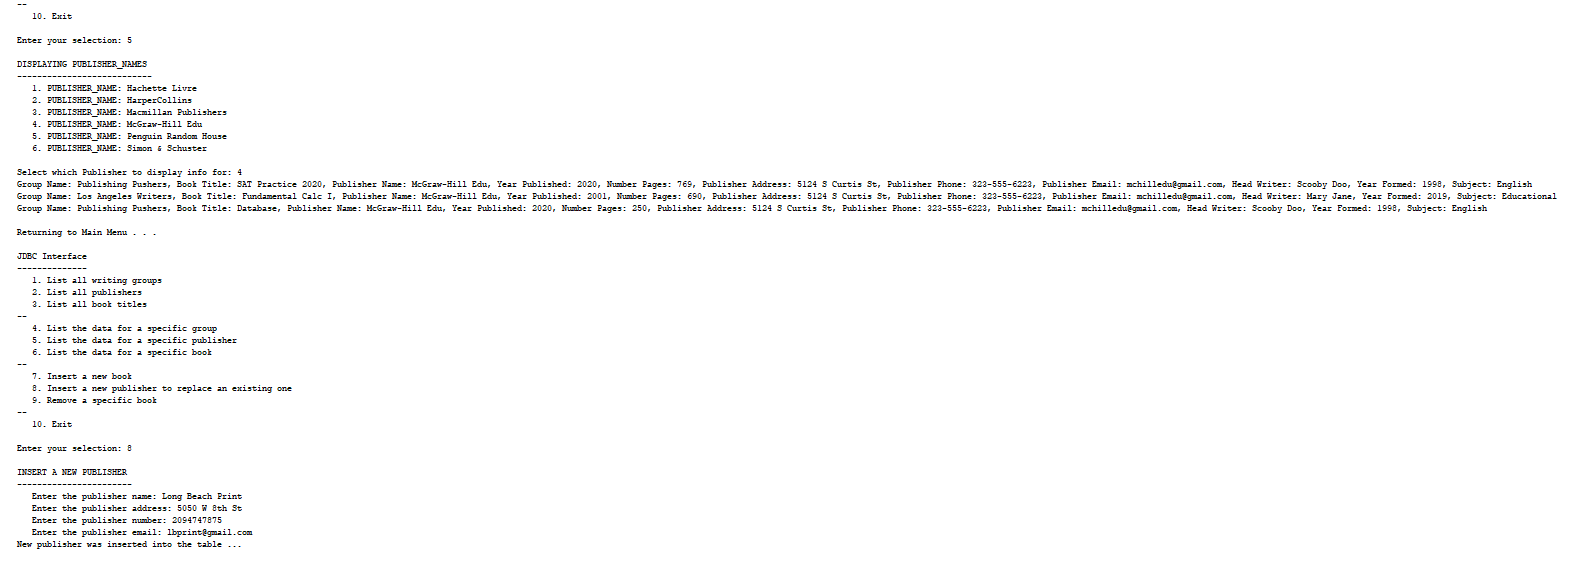 --
10. Exit
Enter your selection: 5
DISPLAYING PUBLISHER_NAMES
---------------------------
1. PUBLISHER_NAME: Hachette Livre
2. PUBLISHER_NAME: HarperCollins
3. PUBLISHER_NAME: Macmillan Publishers
4. PUBLISHER_NAME: McGraw-Hill Edu
5. PUBLISHER_NAME: Penguin Random House
6. PUBLISHER_NAME: Simon & Schuster
Select which Publisher to display info for: 4
Group Name: Publishing Pushers, Book Title: SAT Practice 2020, Publisher Name: McGraw-Hill Edu, Year Published: 2020, Number Pages: 769, Publisher Address: 5124 S Curtis St, Publisher Phone: 323-555-6223, Publisher Email: mchilledu@gmail.com, Head Writer: Scooby Doo, Year Formed: 1998, Subject: English
Group Name: Los Angeles Writers, Book Title: Fundamental Calc I, Publisher Name: McGraw-Hill Edu, Year Published: 2001, Number Pages: 690, Publisher Address: 5124 S Curtis St, Publisher Phone: 323-555-6223, Publisher Email: mchilledu@gmail.com, Head Writer: Mary Jane, Year Formed: 2019, Subject: Educational
Group Name: Publishing Pushers, Book Title: Database, Publisher Name: McGraw-Hill Edu, Year Published: 2020, Number Pages: 250, Publisher Address: 5124 S Curtis St, Publisher Phone: 323-555-6223, Publisher Email: mchilledu@gmail.com, Head Writer: Scooby Doo, Year Formed: 1998, Subject: English
Returning to Main Menu . . .
JDBC Interface
--------------
1. List all writing groups
2. List all publishers
3. List all book titles
--
4. List the data for a specific group
5. List the data for a specific publisher
6. List the data for a specific book
--
7. Insert a new book
8. Insert a new publisher to replace an existing one
9. Remove a specific book
--
10. Exit
Enter your selection: 8
INSERT A NEW PUBLISHER
-----------------------
Enter the publisher name: Long Beach Print
Enter the publisher address: 5050 W 8th St
Enter the publisher number: 2094747875
Enter the publisher email: lbprint@gmail.com
New publisher was inserted into the table ...